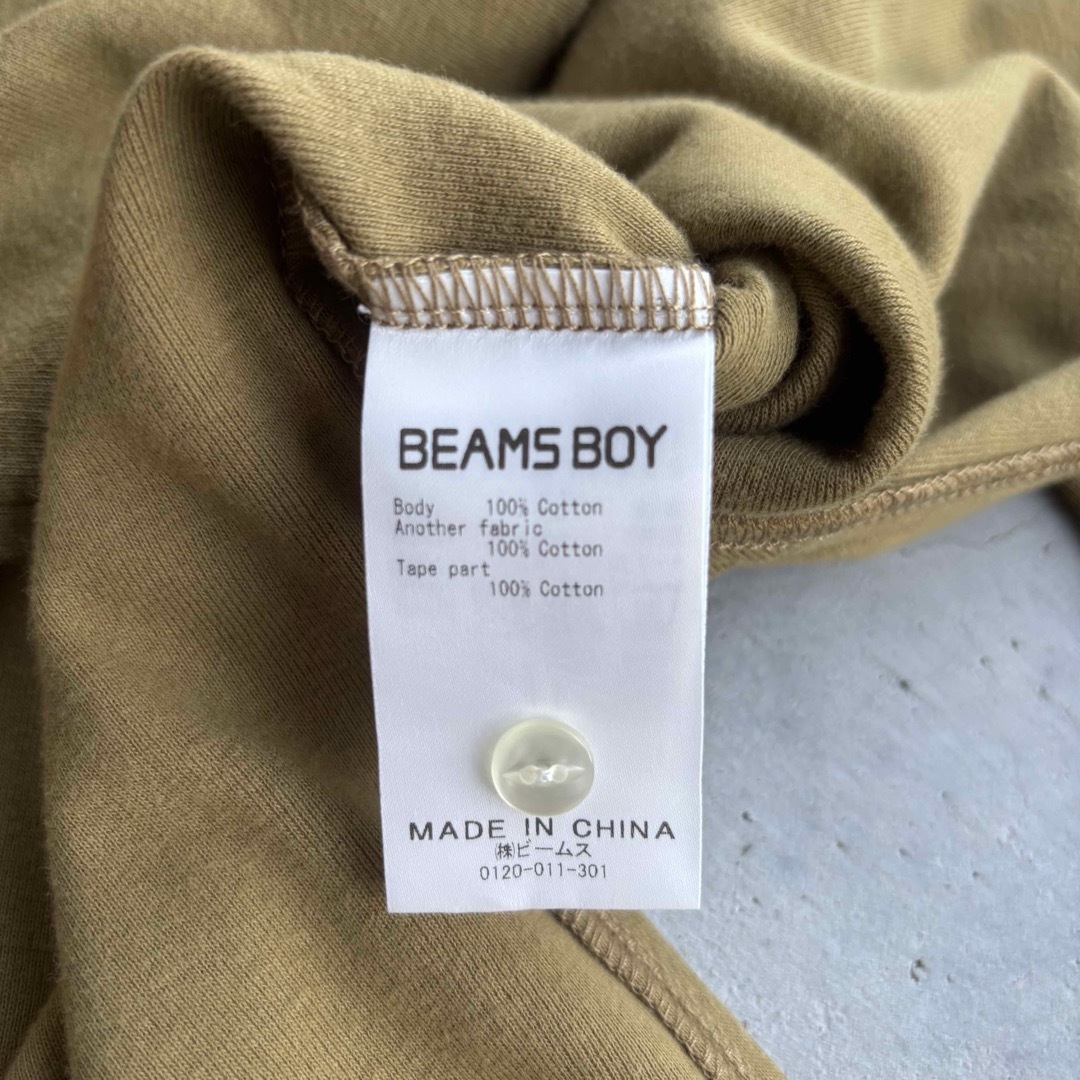 BEAMS BOY
Body 100% Cotton
Another fabric
100% Cotton
Tape part
100% Cotton
MADE IN CHINA
㈱ビームス
0120-011-301